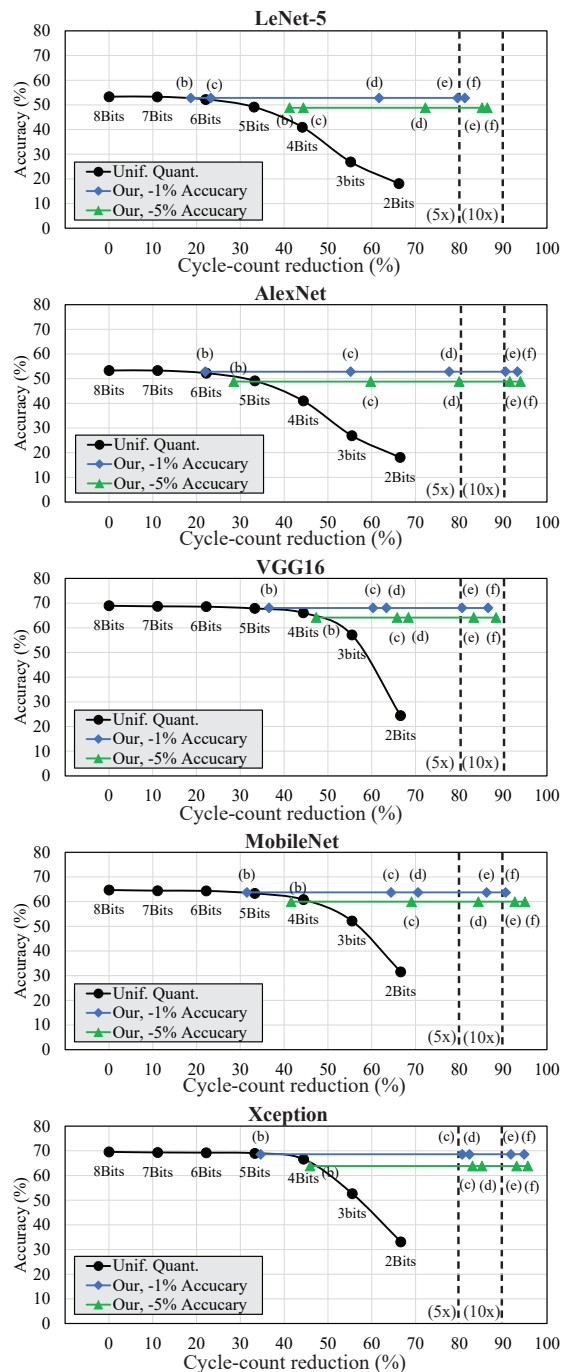 LeNet-5
Accuracy (%)
80
70
60
50
40
30
20
10
0
(b) (c) (d) (e) (f)
8Bits 7Bits 6Bits 5Bits (b) (c) (d) (e) (f)
4Bits
3bits
2Bits
Unif. Quant.
Our, -1% Accucary
Our, -5% Accucary
(5x) (10x)
0 10 20 30 40 50 60 70 80 90 100
Cycle-count reduction (%)
AlexNet
Accuracy (%)
80
70
60
50
40
30
20
10
0
(b) (b) (c) (d) (e) (f)
8Bits 7Bits 6Bits 5Bits (c) (d) (e) (f)
4Bits
3bits
2Bits
Unif. Quant.
Our, -1% Accucary
Our, -5% Accucary
(5x) (10x)
0 10 20 30 40 50 60 70 80 90 100
Cycle-count reduction (%)
VGG16
Accuracy (%)
80
70
60
50
40
30
20
10
0
(b) (c) (d) (e) (f)
8Bits 7Bits 6Bits 5Bits 4Bits (b) (c) (d) (e) (f)
3bits
2Bits
Unif. Quant.
Our, -1% Accucary
Our, -5% Accucary
(5x) (10x)
0 10 20 30 40 50 60 70 80 90 100
Cycle-count reduction (%)
MobileNet
Accuracy (%)
80
70
60
50
40
30
20
10
0
(b) (b) (c) (d) (e) (f)
8Bits 7Bits 6Bits 5Bits 4Bits (c) (d) (e) (f)
3bits
2Bits
Unif. Quant.
Our, -1% Accucary
Our, -5% Accucary
(5x) (10x)
0 10 20 30 40 50 60 70 80 90 100
Cycle-count reduction (%)
Xception
Accuracy (%)
80
70
60
50
40
30
20
10
0
(b) (c) (d) (e) (f)
8Bits 7Bits 6Bits 5Bits 4Bits (b) (c) (d) (e) (f)
3bits
2Bits
Unif. Quant.
Our, -1% Accucary
Our, -5% Accucary
(5x) (10x)
0 10 20 30 40 50 60 70 80 90 100
Cycle-count reduction (%)